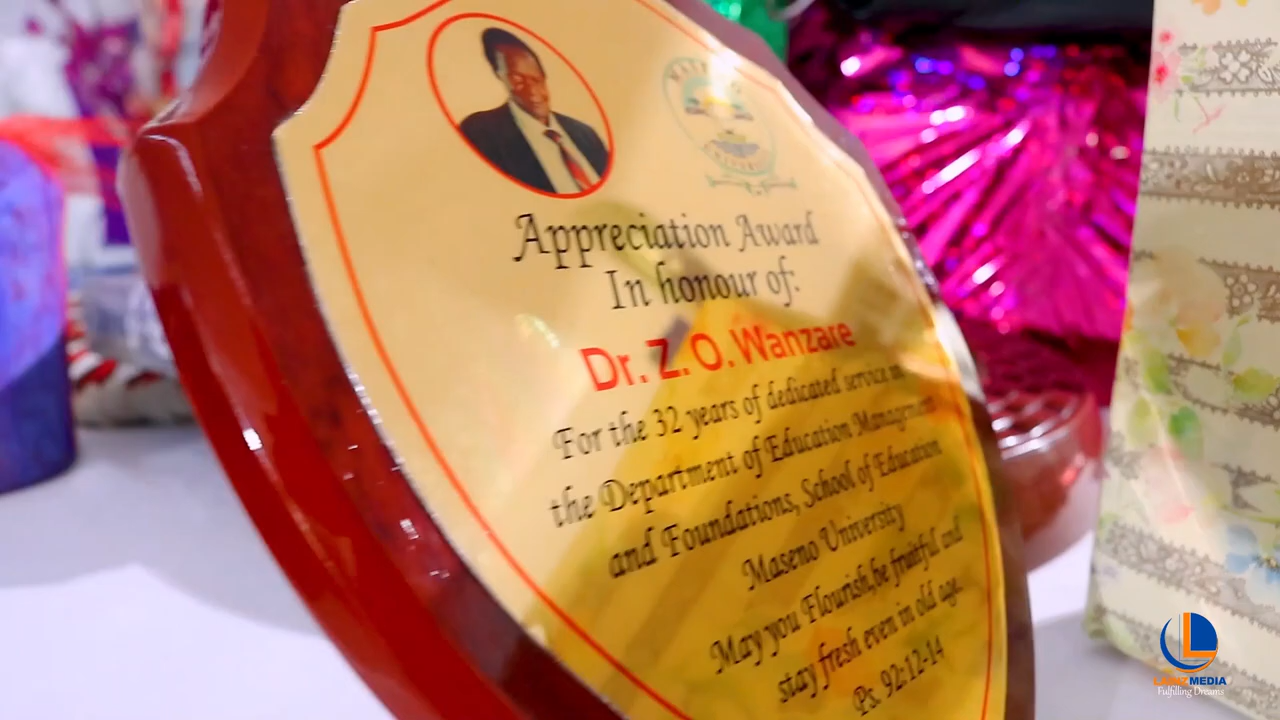 Appreciation Award
In honour of:
Dr. Z. O. Wanzare
For the 32 years of dedicated service in
the Department of Education Management
and Foundations, School of Education
Maseno University
May you Flourish, be fruitful and
stay fresh even in old age.
Ps. 92:12-14
MEDIA
Fulfilling Dreams